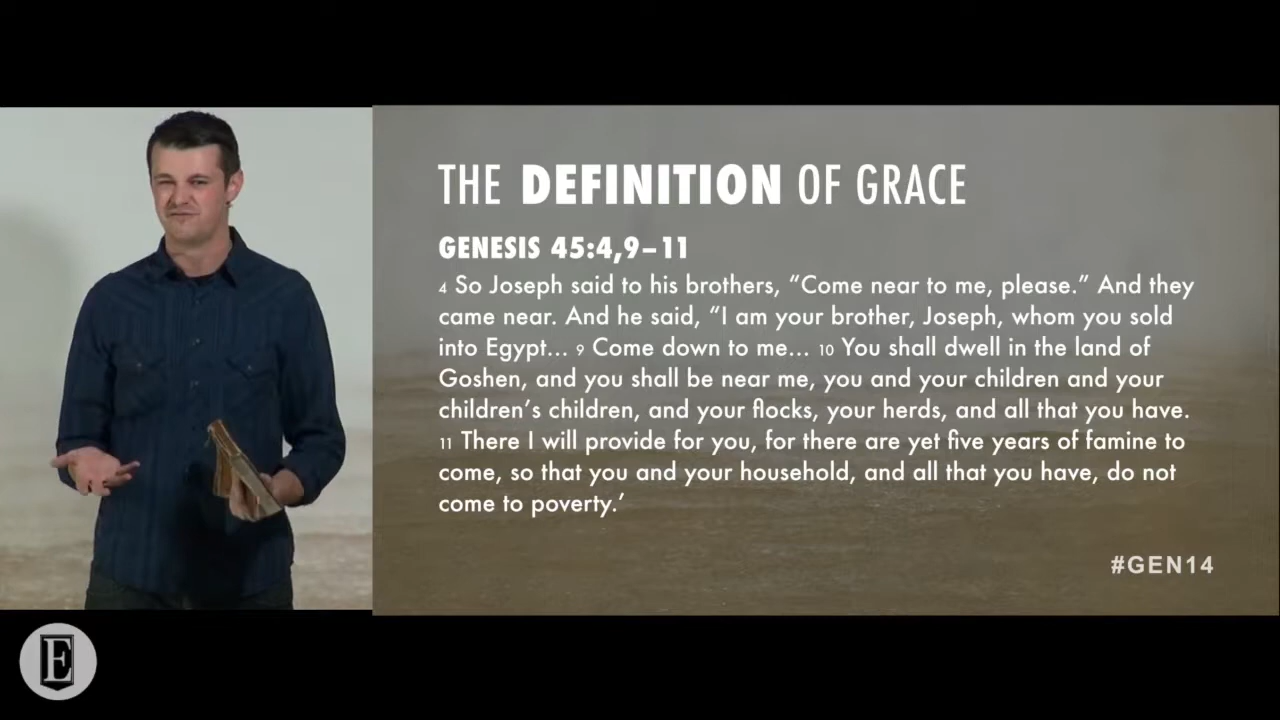 THE DEFINITION OF GRACE
GENESIS 45:4,9–11
4 So Joseph said to his brothers, “Come near to me, please.” And they
came near. And he said, “I am your brother, Joseph, whom you sold
into Egypt... 9 Come down to me... 10 You shall dwell in the land of
Goshen, and you shall be near me, you and your children and your
children’s children, and your flocks, your herds, and all that you have.
11 There I will provide for you, for there are yet five years of famine to
come, so that you and your household, and all that you have, do not
come to poverty.’
#GEN14
E